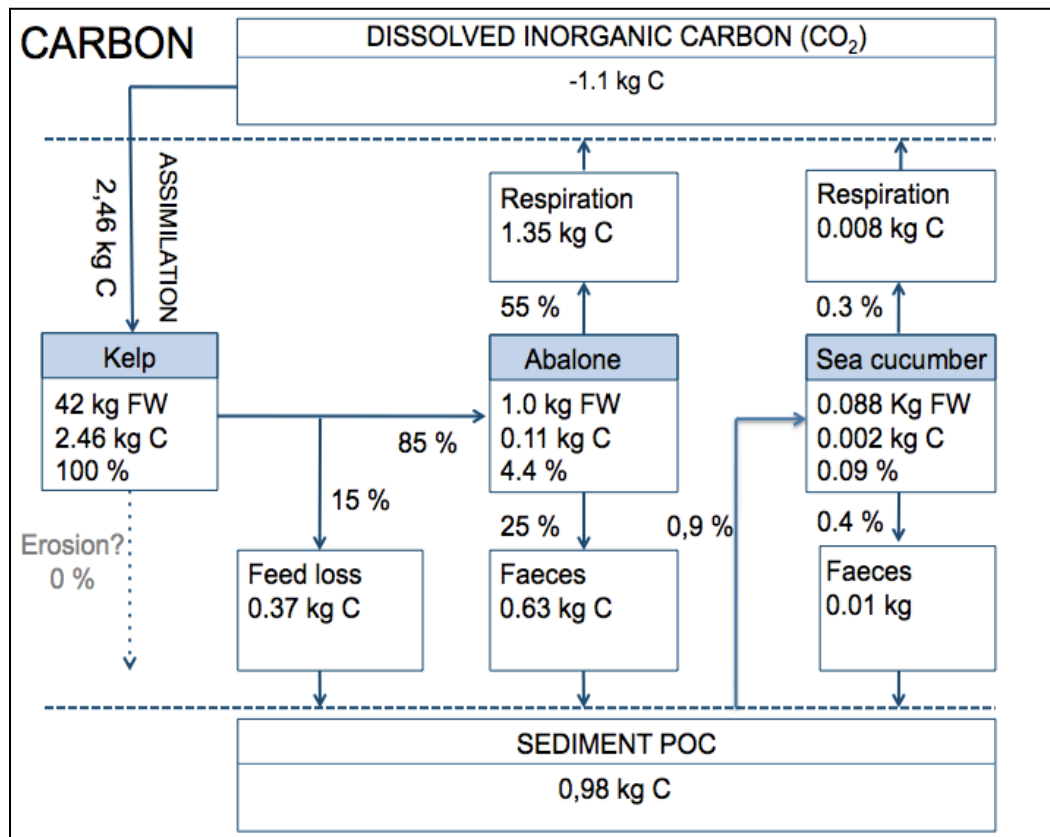 CARBON
DISSOLVED INORGANIC CARBON (CO₂)
-1.1 kg C
ASSIMILATION
2,46 kg C
Respiration
1.35 kg C
Respiration
0.008 kg C
55 %
0.3 %
Kelp
42 kg FW
2.46 kg C
100 %
Abalone
1.0 kg FW
0.11 kg C
4.4 %
Sea cucumber
0.088 Kg FW
0.002 kg C
0.09 %
85 %
15 %
25 %
0,9 %
0.4 %
Erosion?
0 %
Feed loss
0.37 kg C
Faeces
0.63 kg C
Faeces
0.01 kg
SEDIMENT POC
0,98 kg C